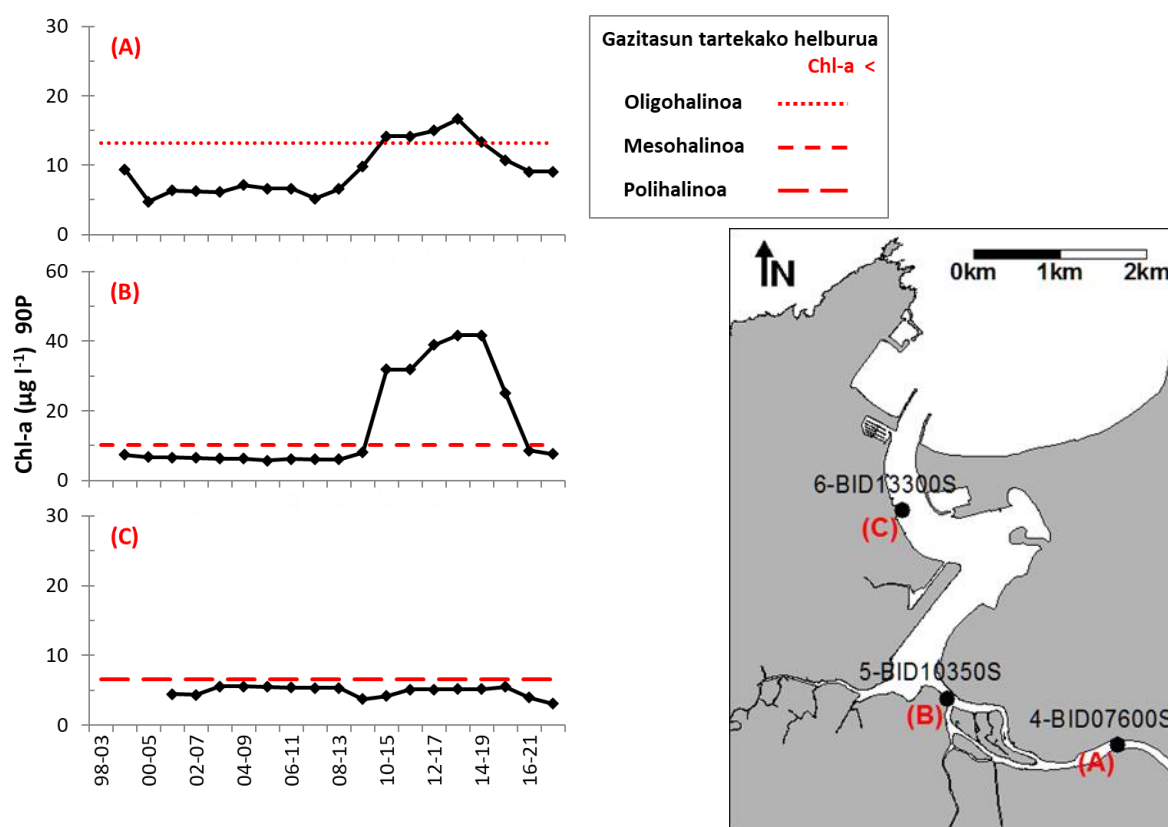 Chl-a (µg l-1) 90P
30
(A)
20
10
0
60
(B)
40
20
0
30
(C)
20
10
0
98-03
00-05
02-07
04-09
06-11
08-13
10-15
12-17
14-19
16-21
Gazitasun tartekako helburua
Chl-a <
Oligohalinoa
Mesohalinoa
Polihalinoa
N
0km 1km 2km
6-BID13300S
(C)
5-BID10350S
(B)
4-BID07600S
(A)